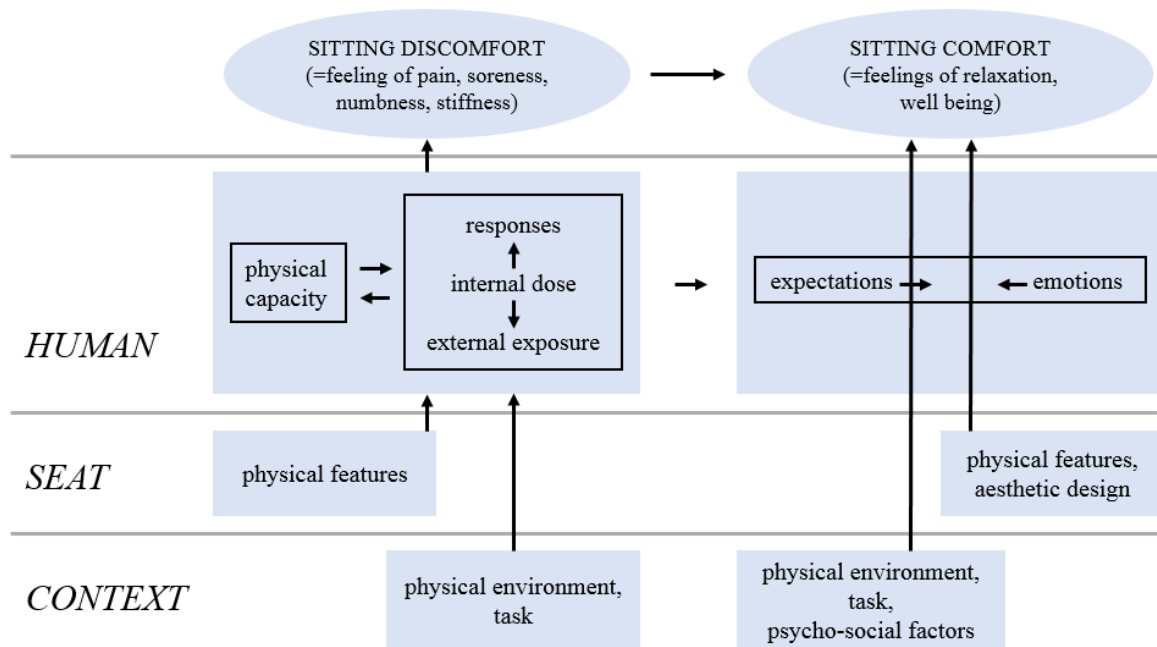 SITTING DISCOMFORT
(=feeling of pain, soreness,
numbness, stiffness)
SITTING COMFORT
(=feelings of relaxation,
well being)
HUMAN
physical
capacity
responses
internal dose
external exposure
expectations
emotions
SEAT
physical features
physical features,
aesthetic design
CONTEXT
physical environment,
task
physical environment,
task,
psycho-social factors